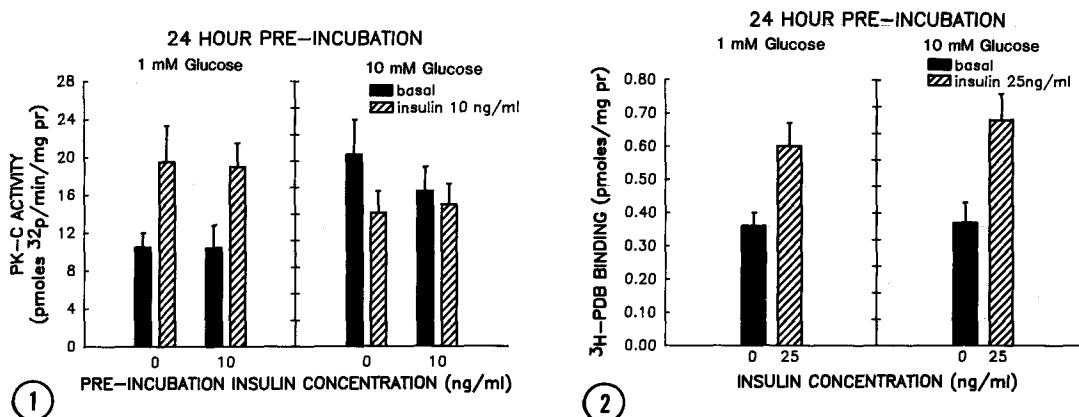 24 HOUR PRE-INCUBATION
1 mM Glucose
10 mM Glucose
basal
insulin 10 ng/ml
PK-C ACTIVITY
(pmoles 32p/min/mg pr)
28
24
20
16
12
8
4
0
0
10
0
10
PRE-INCUBATION INSULIN CONCENTRATION (ng/ml)
1
24 HOUR PRE-INCUBATION
1 mM Glucose
10 mM Glucose
basal
insulin 25ng/ml
3H-PDB BINDING (pmoles/mg pr)
0.80
0.70
0.60
0.50
0.40
0.30
0.20
0.10
0.00
0
25
0
25
INSULIN CONCENTRATION (ng/ml)
2